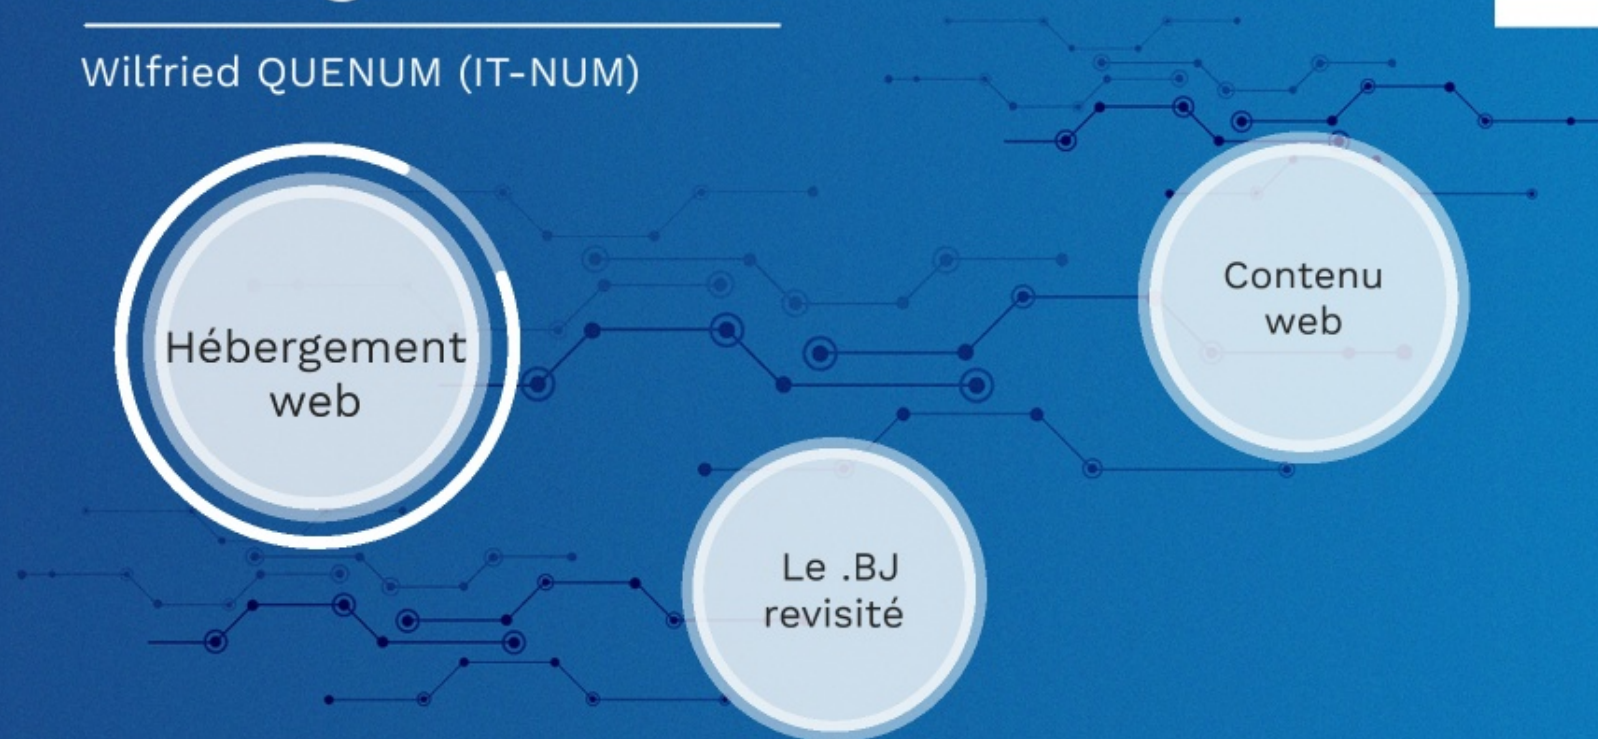 Wilfried QUENUM (IT-NUM)
Hébergement
web
Contenu
web
Le .BJ
revisité